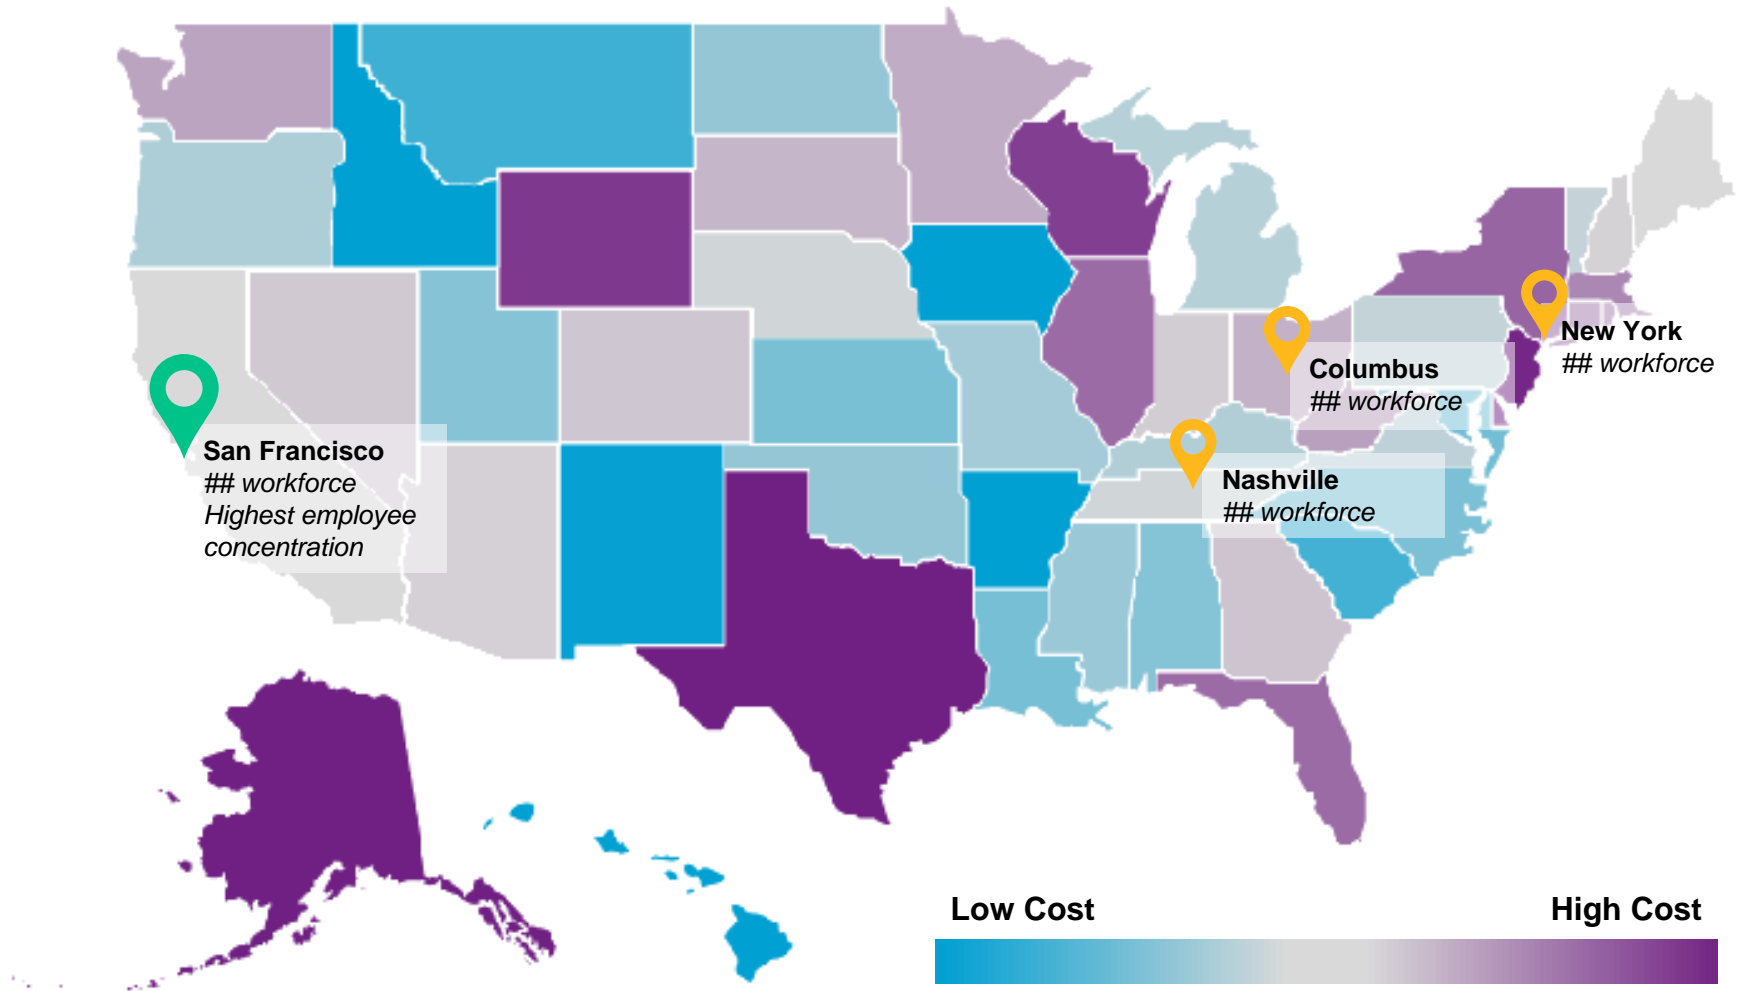 New York
## workforce
Columbus
## workforce
San Francisco
## workforce
Highest employee
concentration
Nashville
## workforce
Low Cost
High Cost